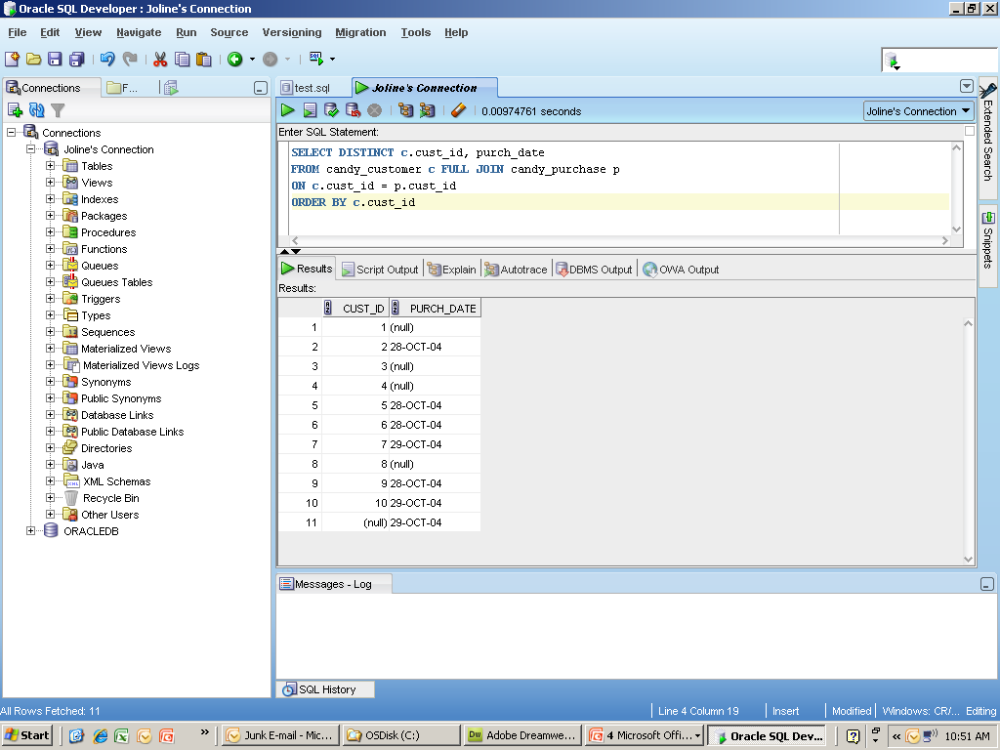 Oracle SQL Developer : Joline's Connection
File Edit View Navigate Run Source Versioning Migration Tools Help
Connections F... test.sql Joline's Connection
0.00974761 seconds Joline's Connection
Enter SQL Statement:
SELECT DISTINCT c.cust_id, purch_date
FROM candy_customer c FULL JOIN candy_purchase p
ON c.cust_id = p.cust_id
ORDER BY c.cust_id
Connections
Joline's Connection
Tables
Views
Indexes
Packages
Procedures
Functions
Queues
Queues Tables
Triggers
Types
Sequences
Materialized Views
Materialized Views Logs
Synonyms
Public Synonyms
Database Links
Public Database Links
Directories
Java
XML Schemas
Recycle Bin
Other Users
ORACLEDB
Results Script Output Explain Autotrace DBMS Output OWA Output
Results:
CUST_ID PURCH_DATE
1 1 (null)
2 2 28-OCT-04
3 3 (null)
4 4 (null)
5 5 28-OCT-04
6 6 28-OCT-04
7 7 29-OCT-04
8 8 (null)
9 9 28-OCT-04
10 10 29-OCT-04
11 (null) 29-OCT-04
Extended Search
Snippets
Messages - Log
SQL History
All Rows Fetched: 11 Line 4 Column 19 Insert Modified Windows: CR/... Editing
Start » Junk E-mail - Mic... OSDisk (C:) Adobe Dreamwe... 4 Microsoft Offi... Oracle SQL Dev... « 10:51 AM